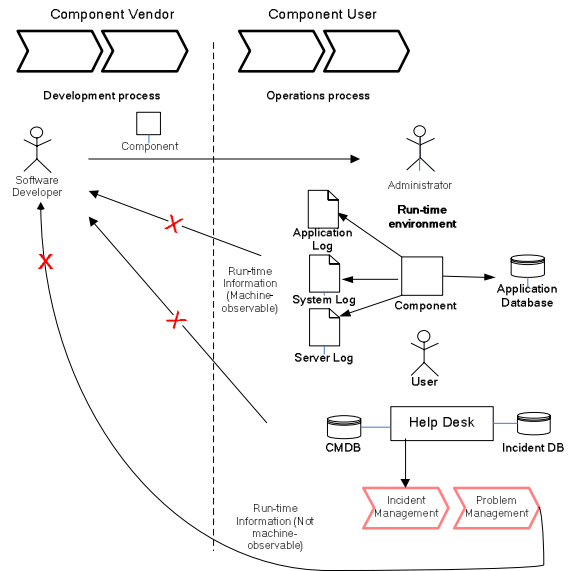 Component Vendor
Component User
Development process
Operations process
Component
Software
Developer
Administrator
Run-time
environment
Application
Log
Run-time
Information
(Machine-
observable)
System Log
Component
Application
Database
Server Log
User
Help Desk
CMDB
Incident DB
Incident
Management
Problem
Management
Run-time
Information (Not
machine-
observable)